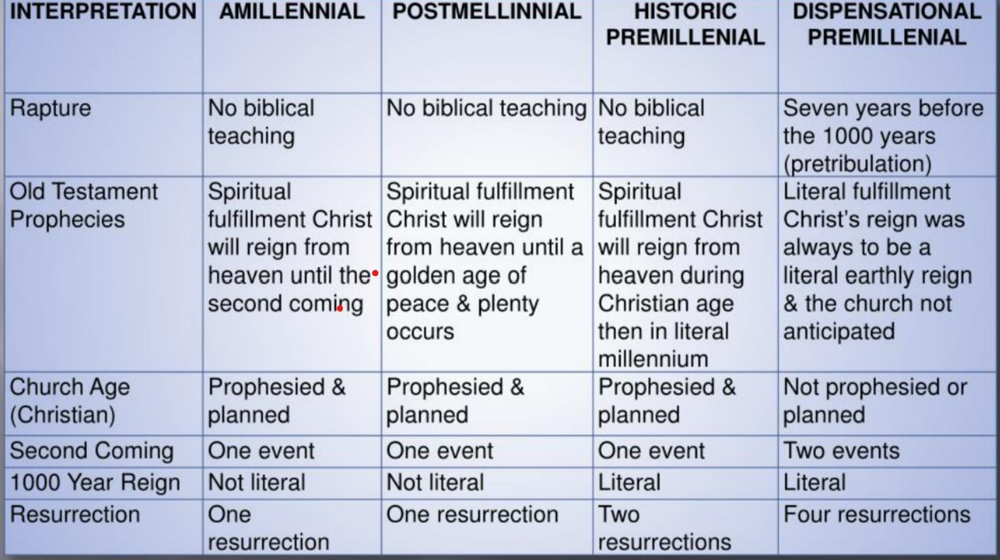 INTERPRETATION AMILLENNIAL POSTMELLINNIAL HISTORIC PREMILLENIAL DISPENSATIONAL PREMILLENIAL
Rapture
No biblical
teaching
No biblical teaching
No biblical
teaching
Seven years before
the 1000 years
(pretribulation)
Old Testament
Prophecies
Spiritual
fulfillment Christ
will reign from
heaven until the
second coming
Spiritual fulfillment
Christ will reign
from heaven until a
golden age of
peace & plenty
occurs
Spiritual
fulfillment Christ
will reign from
heaven during
Christian age
then in literal
millennium
Literal fulfillment
Christ's reign was
always to be a
literal earthly reign
& the church not
anticipated
Church Age
(Christian)
Prophesied &
planned
Prophesied &
planned
Prophesied &
planned
Not prophesied or
planned
Second Coming
One event
One event
One event
Two events
1000 Year Reign
Not literal
Not literal
Literal
Literal
Resurrection
One
resurrection
One resurrection
Two
resurrections
Four resurrections